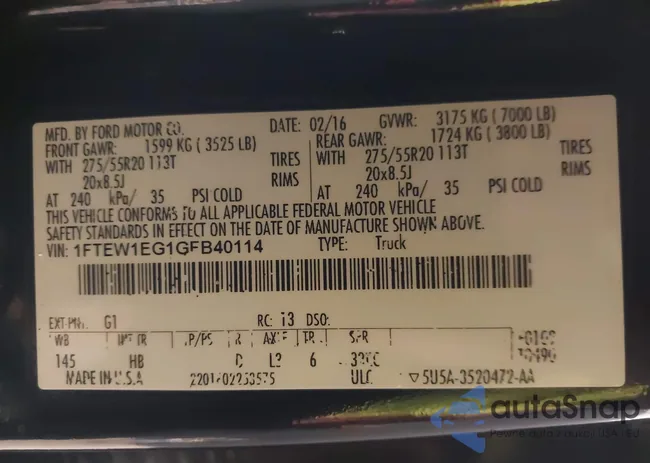 MFD. BY FORD MOTOR CO. DATE: 02/16 GVWR: 3175 KG ( 7000 LB)
FRONT GAWR: 1599 KG ( 3525 LB) REAR GAWR: 1724 KG ( 3800 LB)
WITH 275/55R20 113T TIRES WITH 275/55R20 113T TIRES
20x8.5J RIMS 20x8.5J RIMS
AT 240 kPa/ 35 PSI COLD AT 240 kPa/ 35 PSI COLD
THIS VEHICLE CONFORMS TO ALL APPLICABLE FEDERAL MOTOR VEHICLE
SAFETY STANDARDS IN EFFECT ON THE DATE OF MANUFACTURE SHOWN ABOVE.
VIN: 1FTEW1EG1GFB40114 TYPE: Truck
G1 RC: 13 DSO:
WB
145 HB 6
MADE IN U.S.A ▽5U5A-3520472-AA
autaSnap